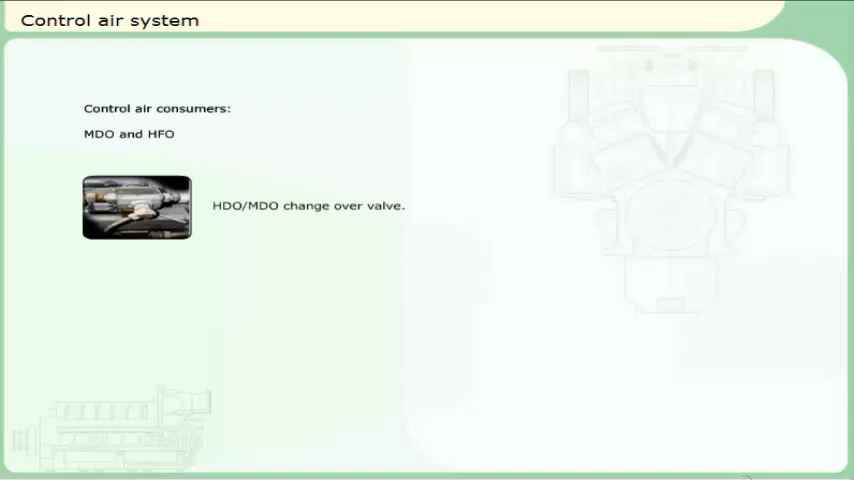 Control air system
Control air consumers:
MDO and HFO
HDO/MDO change over valve.